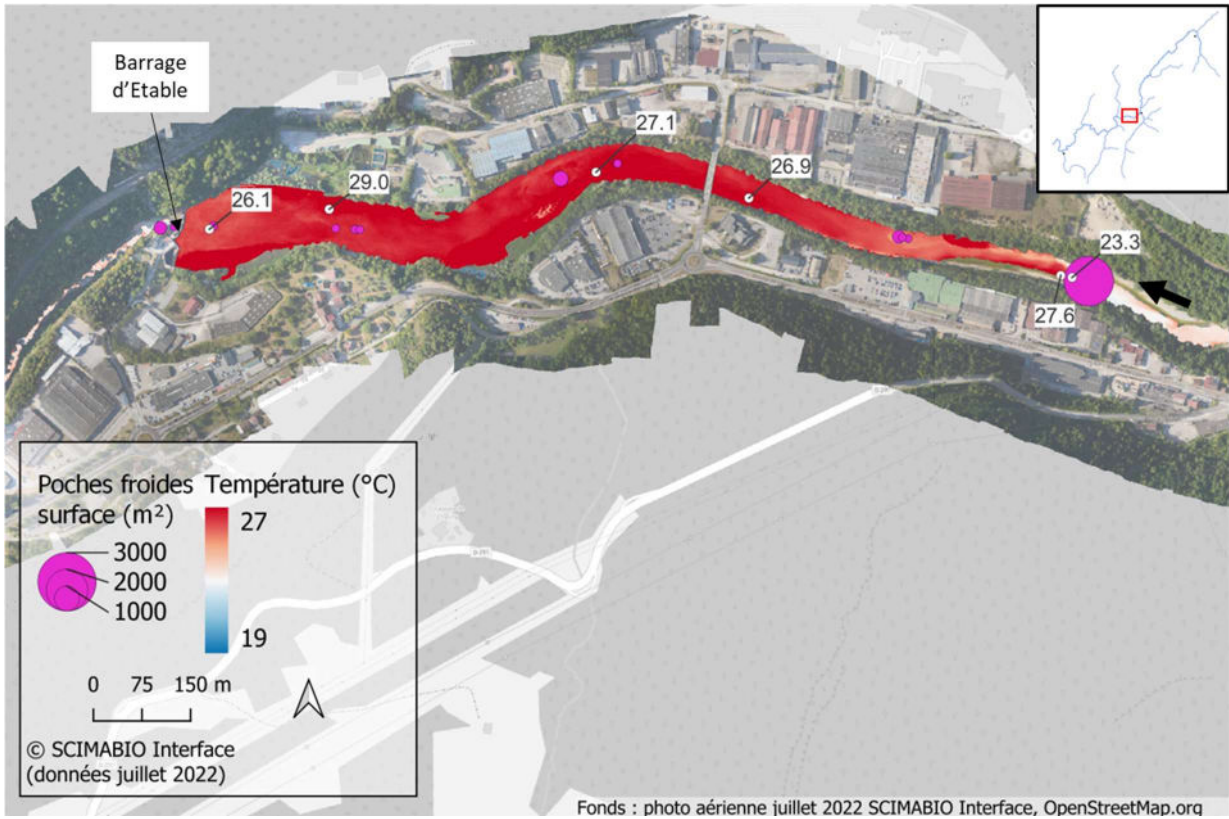 Barrage
d'Etable
27.1
29.0
26.9
26.1
23.3
27.6
Poches froides
surface (m²)
3000
2000
1000
Température (°C)
27
19
0 75 150 m
© SCIMABIO Interface
(données juillet 2022)
Fonds : photo aérienne juillet 2022 SCIMABIO Interface, OpenStreetMap.org